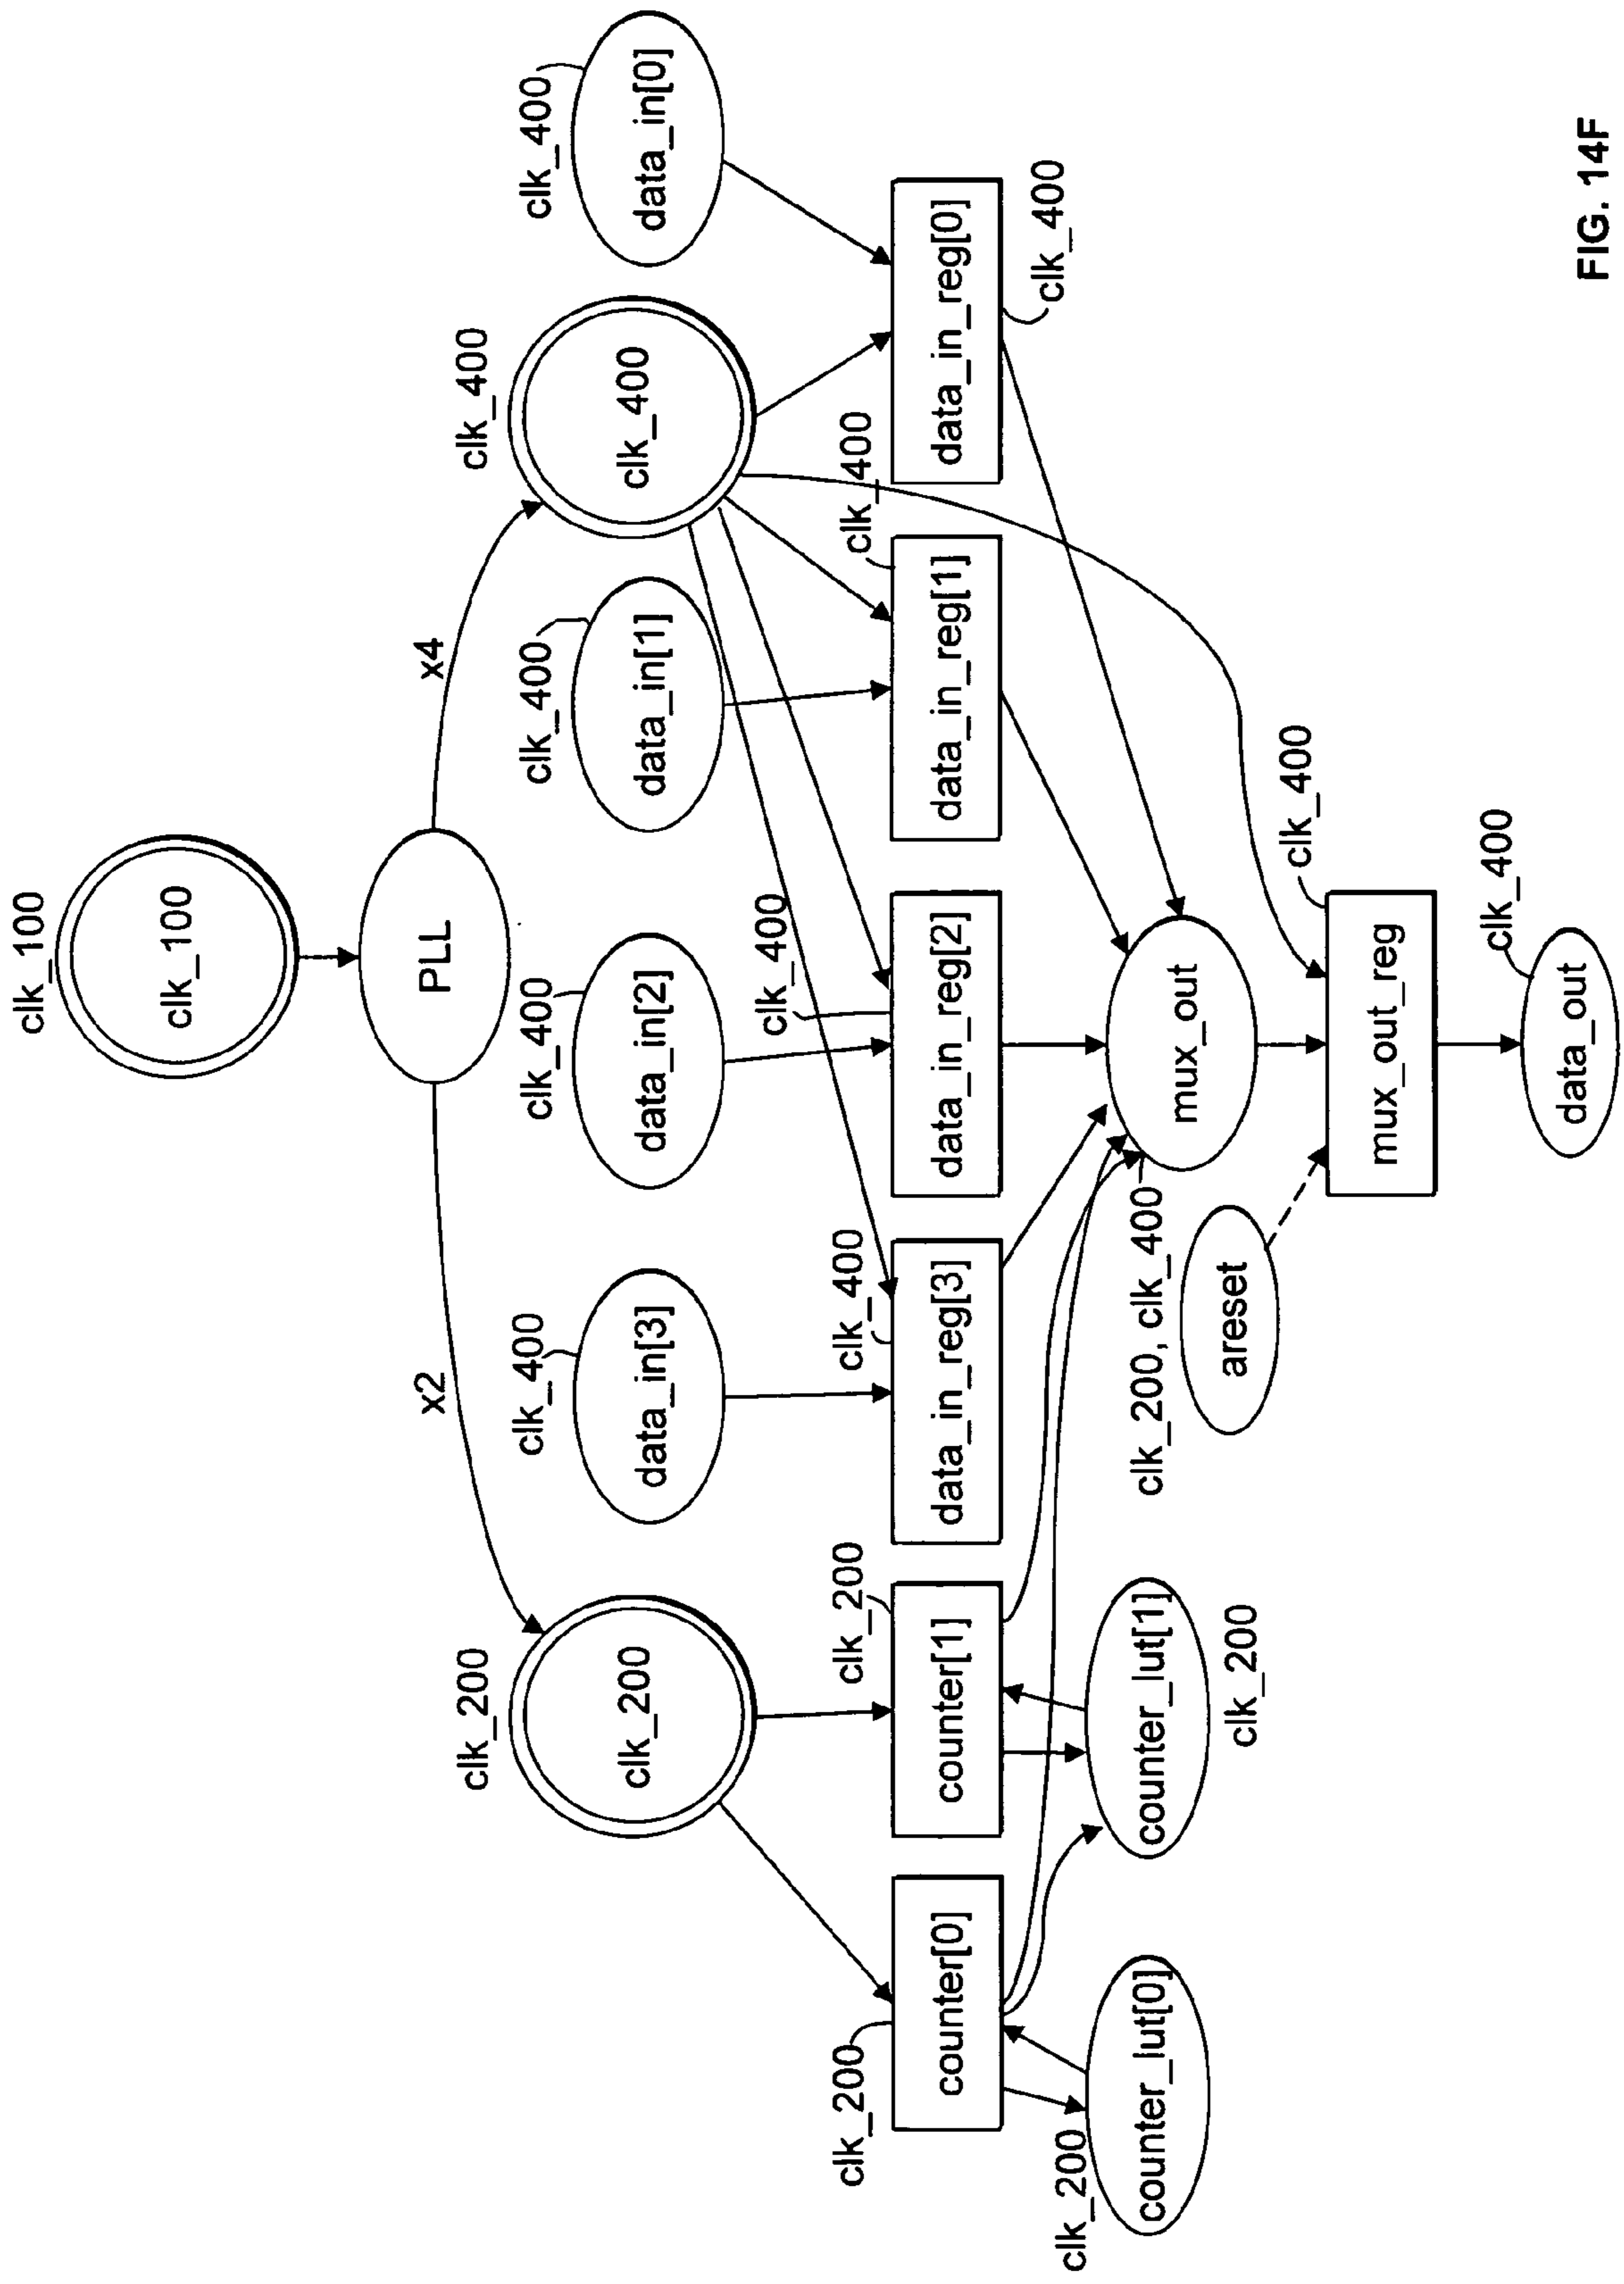 clk_100
clk_100
PLL
x2
x4
clk_200
clk_200
clk_400
clk_400
clk_400
data_in[3]
clk_400
data_in[2]
clk_400
data_in[1]
clk_400
data_in[0]
clk_200
counter[0]
clk_200
counter[1]
clk_400
data_in_reg[3]
clk_400
data_in_reg[2]
clk_400
data_in_reg[1]
data_in_reg[0]
clk_400
clk_200
counter_lut[0]
counter_lut[1]
clk_200
clk_200, clk_400
mux_out
areset
clk_400
mux_out_reg
clk_400
data_out
FIG. 14F